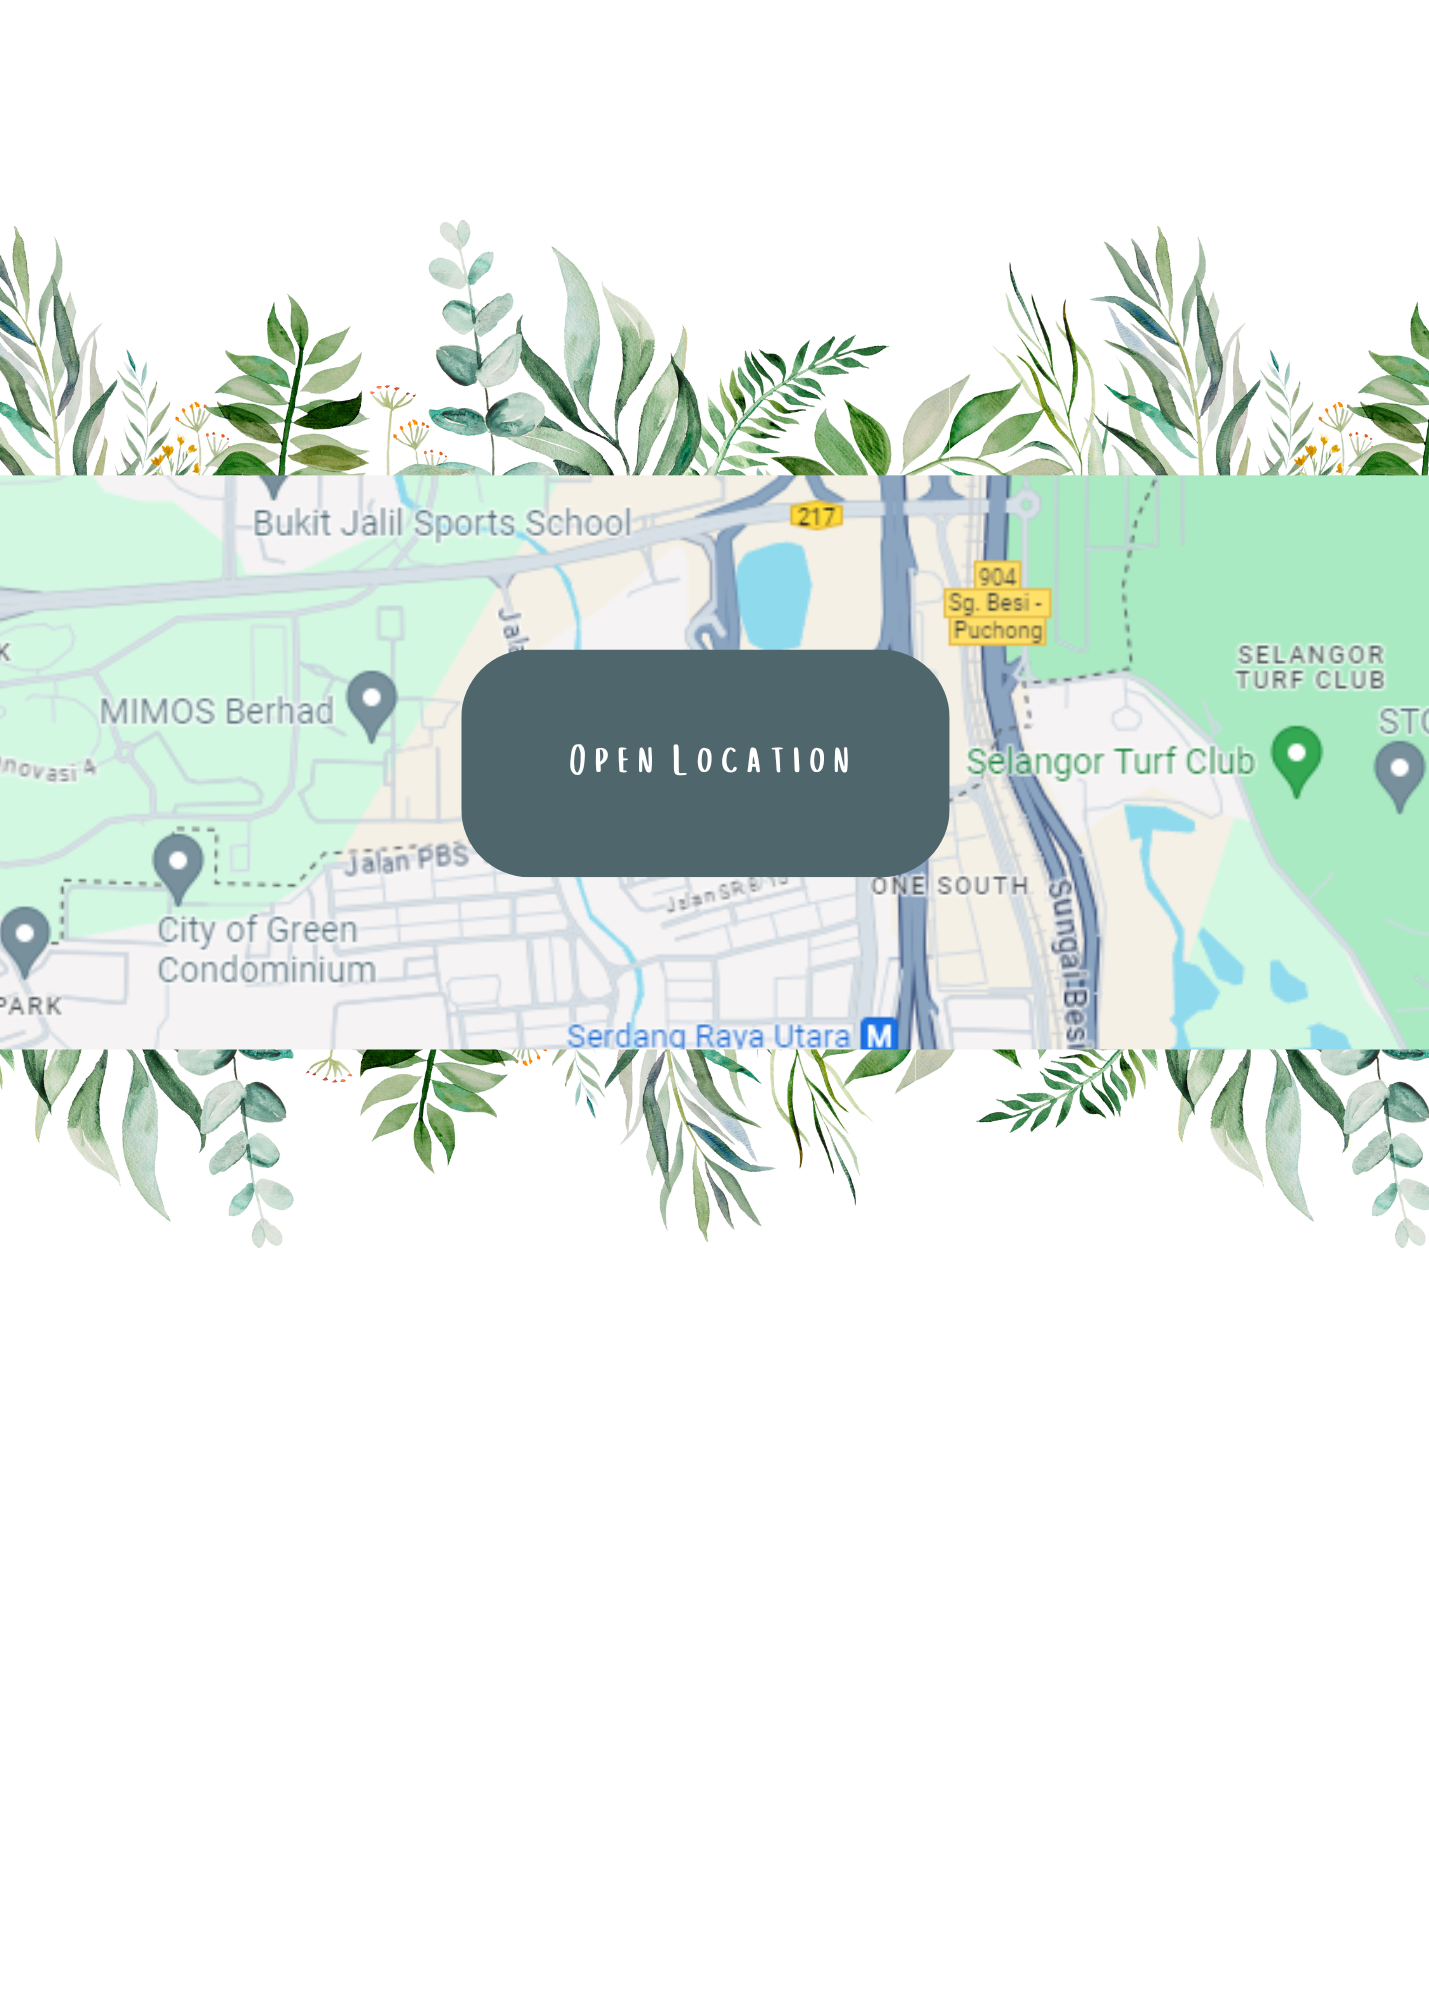 Bukit Jalil Sports School
217
904
Sg. Besi -
Puchong
K
SELANGOR
TURF CLUB
MIMOS Berhad
OPEN LOCATION
Selangor Turf Club
Jalan PBS
ONE SOUTH
City of Green
Condominium
Sungai Besi
PARK
Serdang Raya Utara M